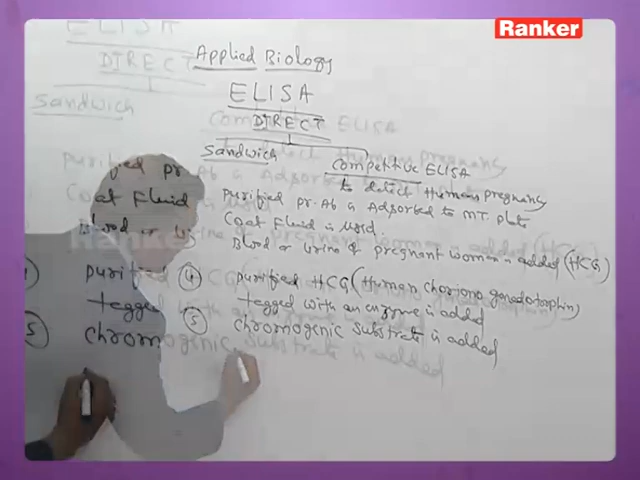 Ranker
Applied Biology
ELISA
DIRECT
Sandwich
Competitive ELISA
to detect Human pregnancy
Purified Pr. Ab is Adsorbed to MT plate
Coat Fluid is used.
Blood or Urine of pregnant woman is added (HCG)
④ purified HCG (Human choriono gonadotrophin)
tagged with an enzyme is added
⑤ chromogenic substrate is added